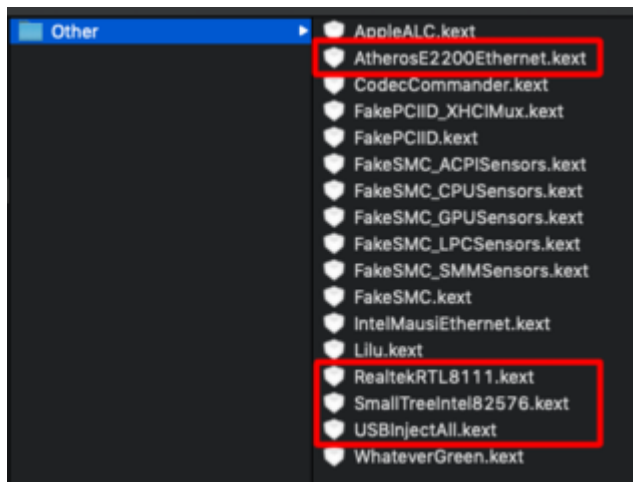 Other
AppleALC.kext
AtherosE2200Ethernet.kext
CodecCommander.kext
FakePCIID_XHCIMux.kext
FakePCIID.kext
FakeSMC_ACPISensors.kext
FakeSMC_CPUSensors.kext
FakeSMC_GPUSensors.kext
FakeSMC_LPCSensors.kext
FakeSMC_SMMSensors.kext
FakeSMC.kext
IntelMausiEthernet.kext
Lilu.kext
RealtekRTL8111.kext
SmallTreeIntel82576.kext
USBInjectAll.kext
WhateverGreen.kext